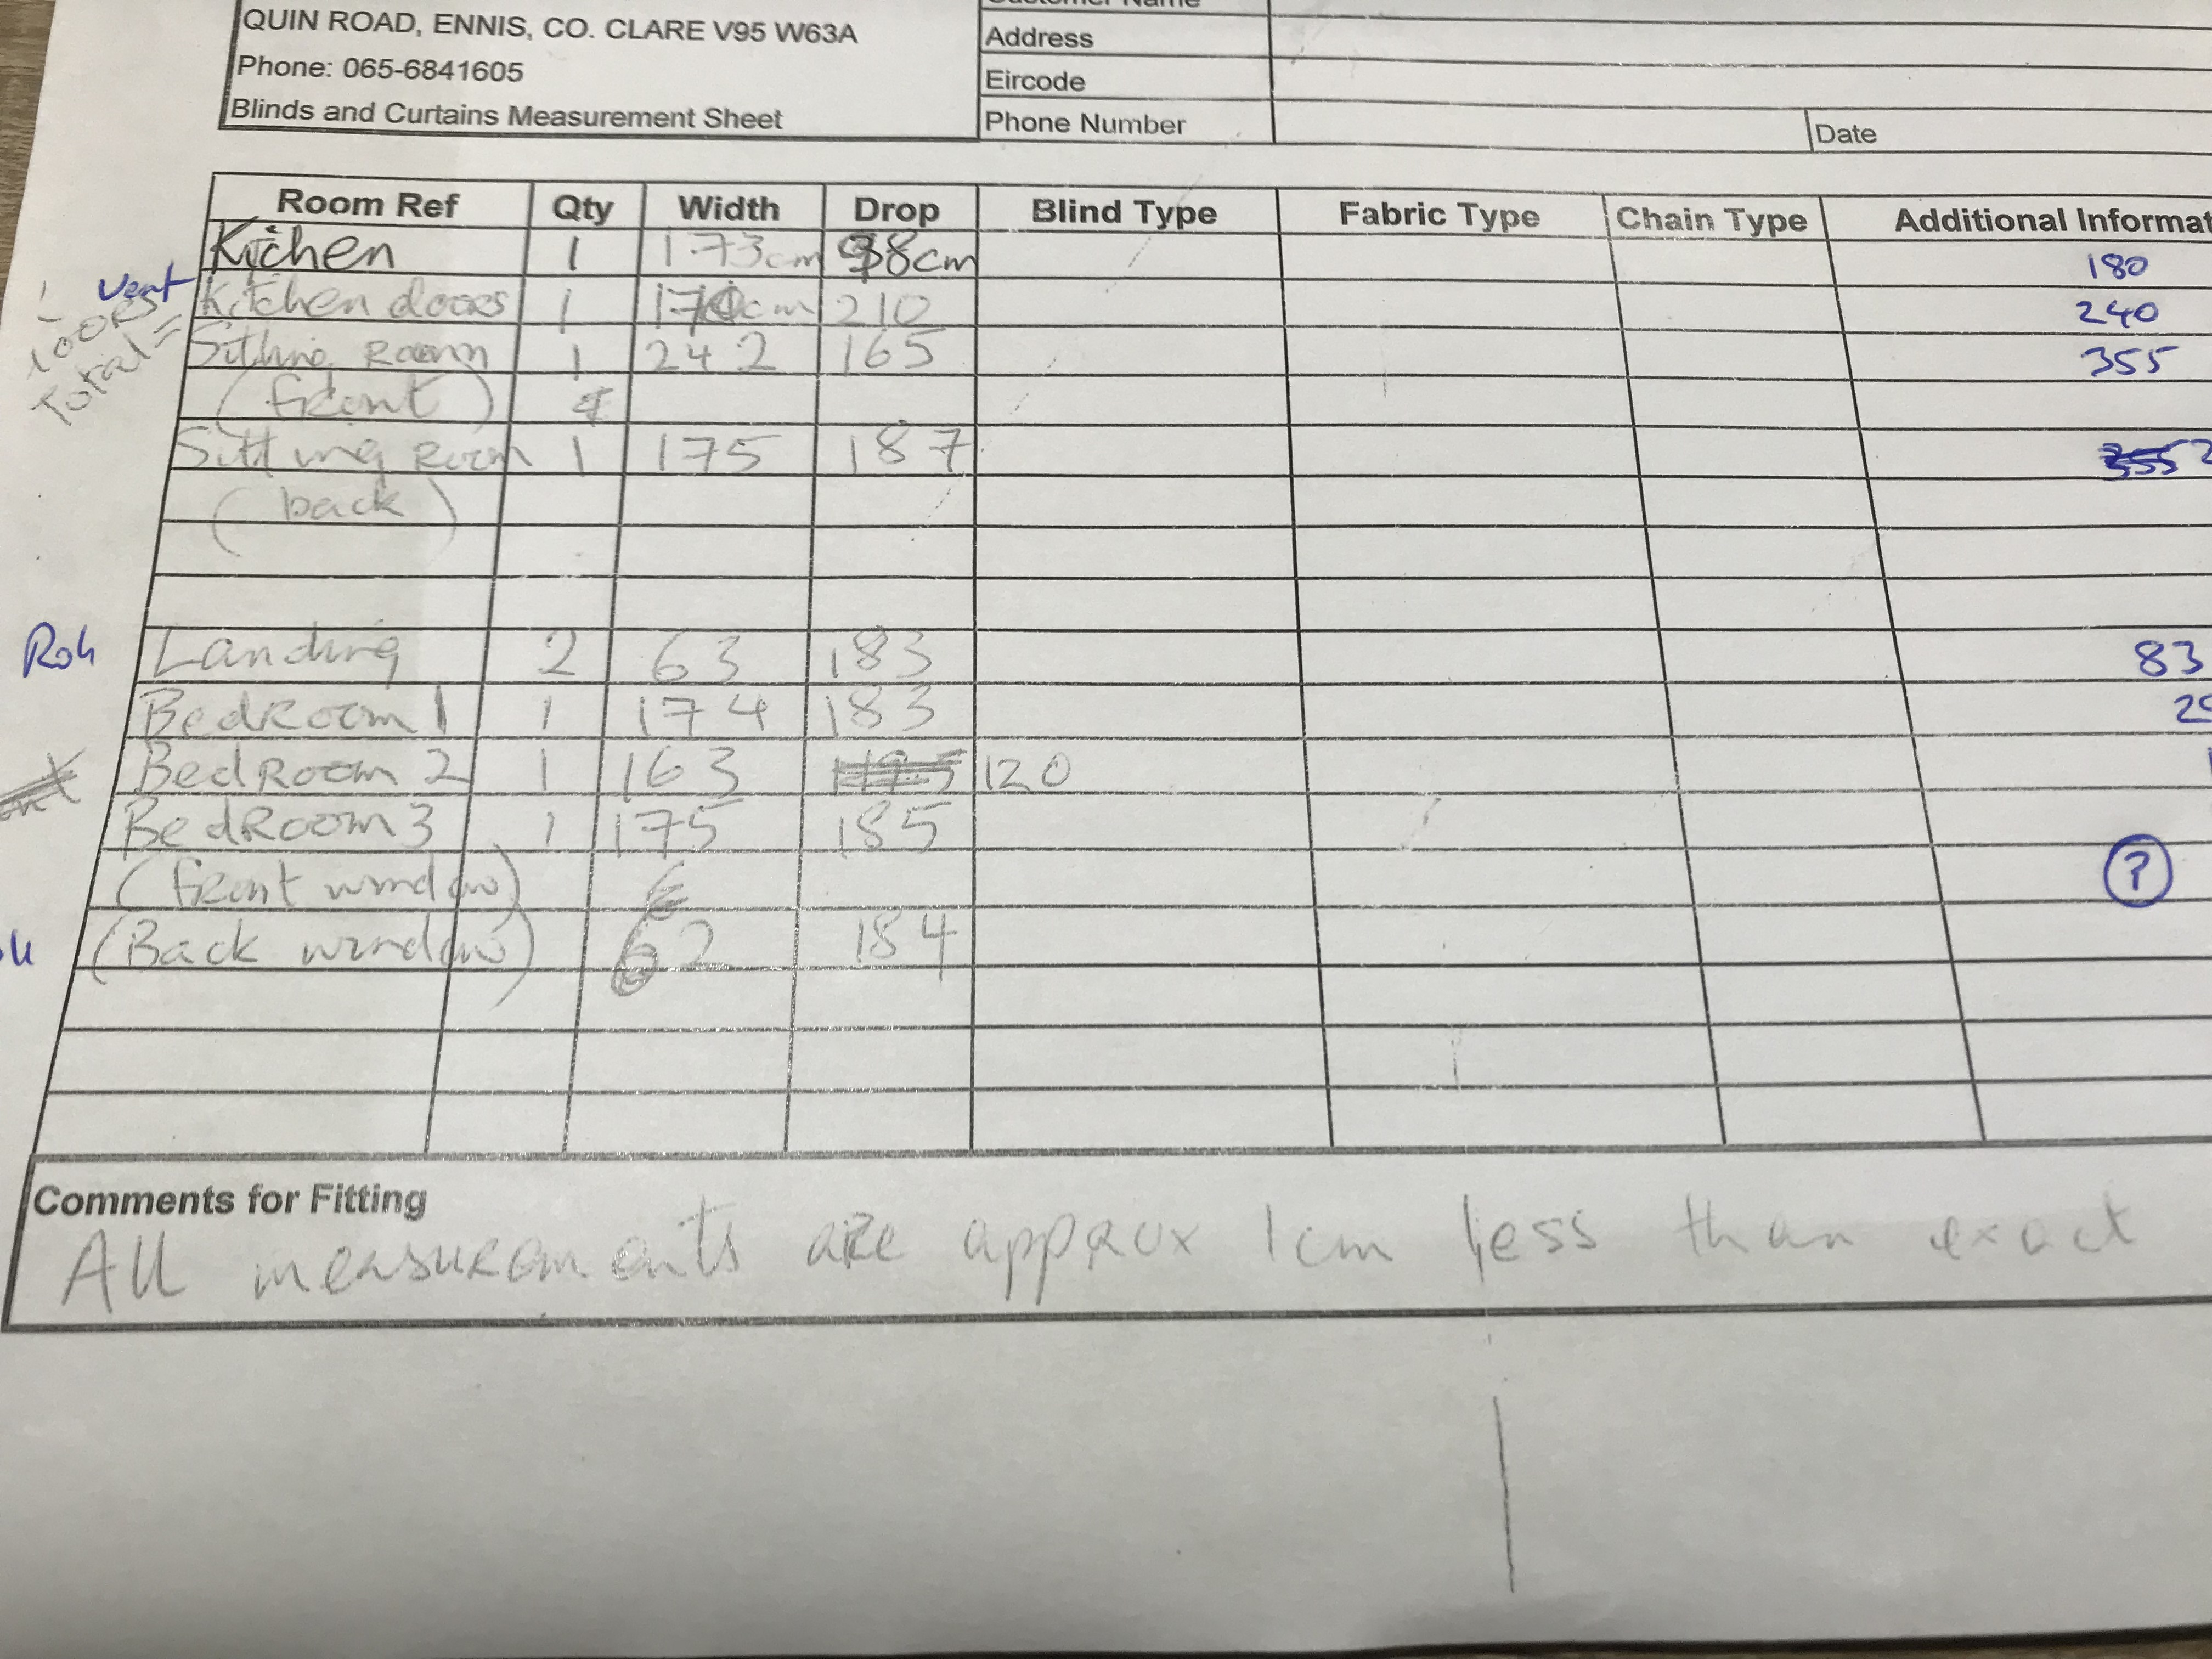 QUIN ROAD, ENNIS, CO. CLARE V95 W63A
Phone: 065-6841605
Blinds and Curtains Measurement Sheet
Customer Name
Address
Eircode
Phone Number Date
Room Ref Qty Width Drop Blind Type Fabric Type Chain Type Additional Informat
Kichen 1 173cm 98cm 180
Vent Kitchen doors 1 cm 210 240
Total =
Sitting Room 1 242 165 355
(front)
Sitting Room 1 175 187
(back)
Landing 2 63 183 83
BedRoom 1 1 174 183
BedRoom 2 1 163 120
BedRoom 3 1 175 185
(front window) ?
(Back window) 62 184
Comments for Fitting
All measurements are approx 1cm less than exact